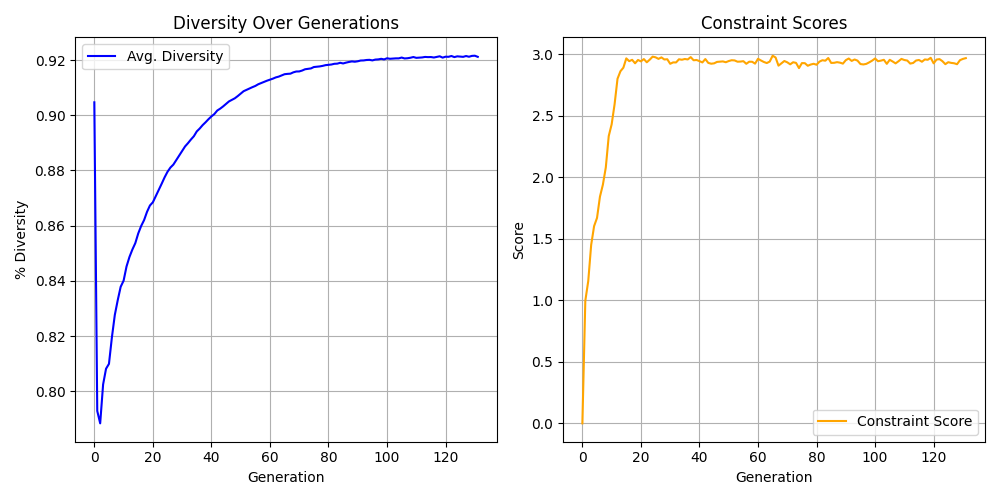 Diversity Over Generations
Avg. Diversity
0.92
0.90
0.88
0.86
0.84
0.82
0.80
% Diversity
0 20 40 60 80 100 120
Generation
Constraint Scores
3.0
2.5
2.0
1.5
1.0
0.5
0.0
Score
Constraint Score
0 20 40 60 80 100 120
Generation